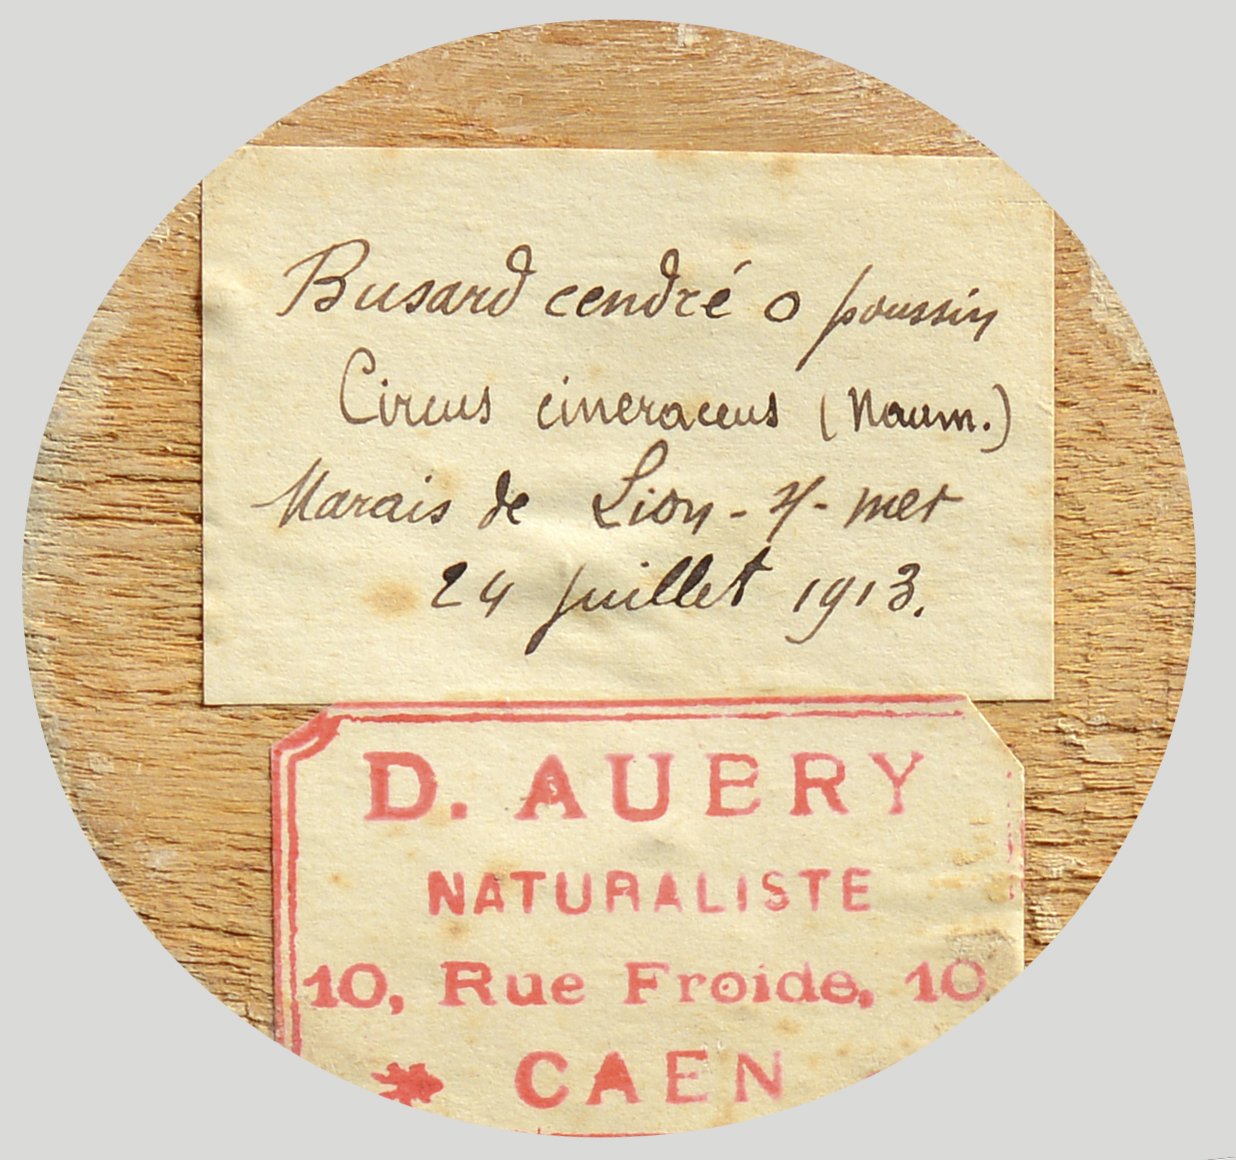 Busard cendré o poussin
Circus cineraceus (Naum.)
Marais de Lion-s/-mer
24 juillet 1913.
D. AUBRY
NATURALISTE
10, Rue Froide, 10
CAEN